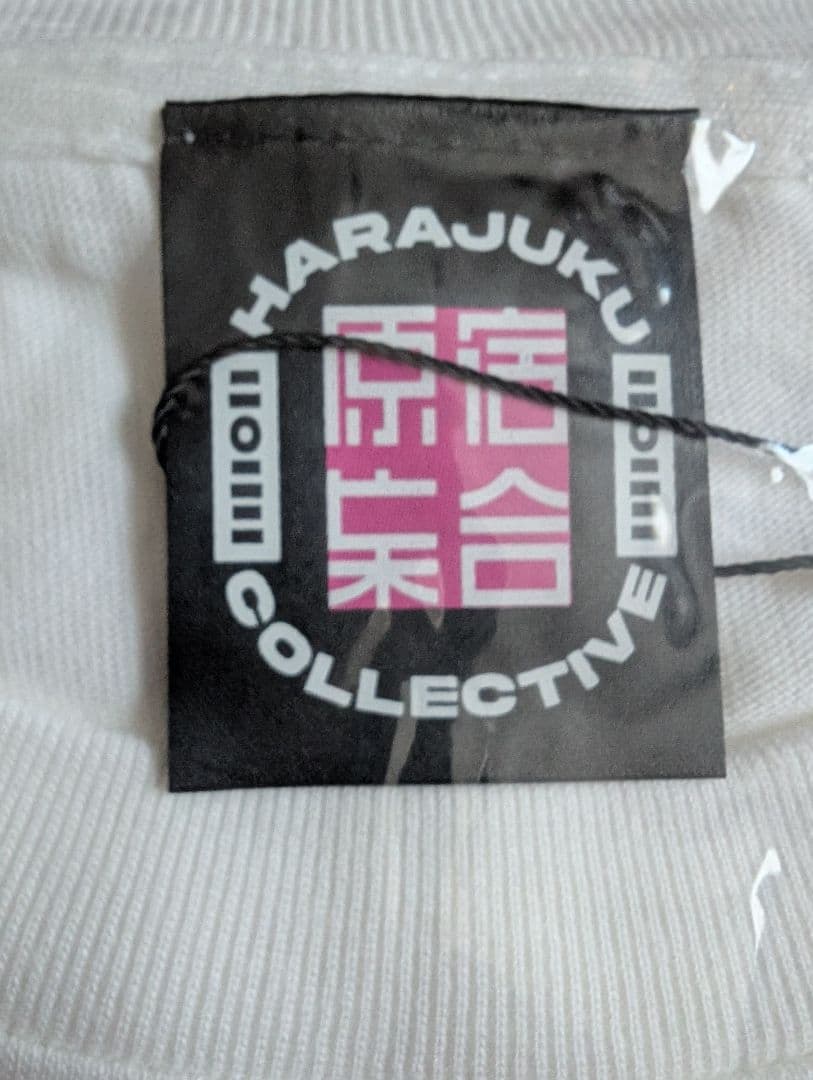 HARAJUKU
原宿
集合
COLLECTIVE